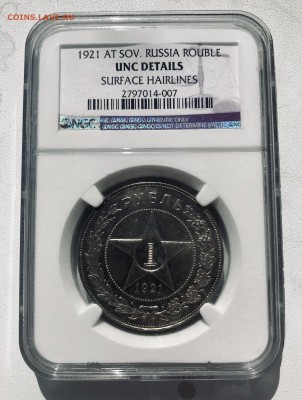 COINS.LAVE.RU
1921 AT SOV. RUSSIA ROUBLE
UNC DETAILS
SURFACE HAIRLINES
2797014-007
NGC
РУБЛЬ
1
1921